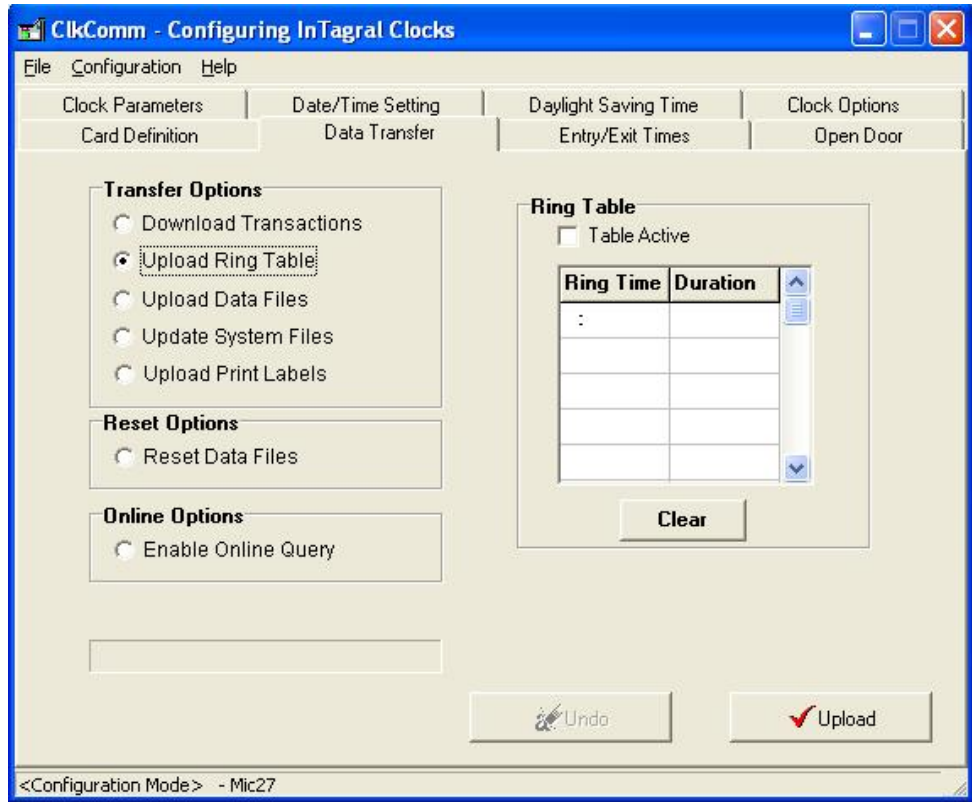 ClkComm - Configuring InTagral Clocks
File Configuration Help
Clock Parameters Date/Time Setting Daylight Saving Time Clock Options
Card Definition Data Transfer Entry/Exit Times Open Door
Transfer Options
Download Transactions
Upload Ring Table
Upload Data Files
Update System Files
Upload Print Labels
Reset Options
Reset Data Files
Online Options
Enable Online Query
Ring Table
Table Active
Ring Time Duration
:
Clear
Undo Upload
<Configuration Mode> - Mic27